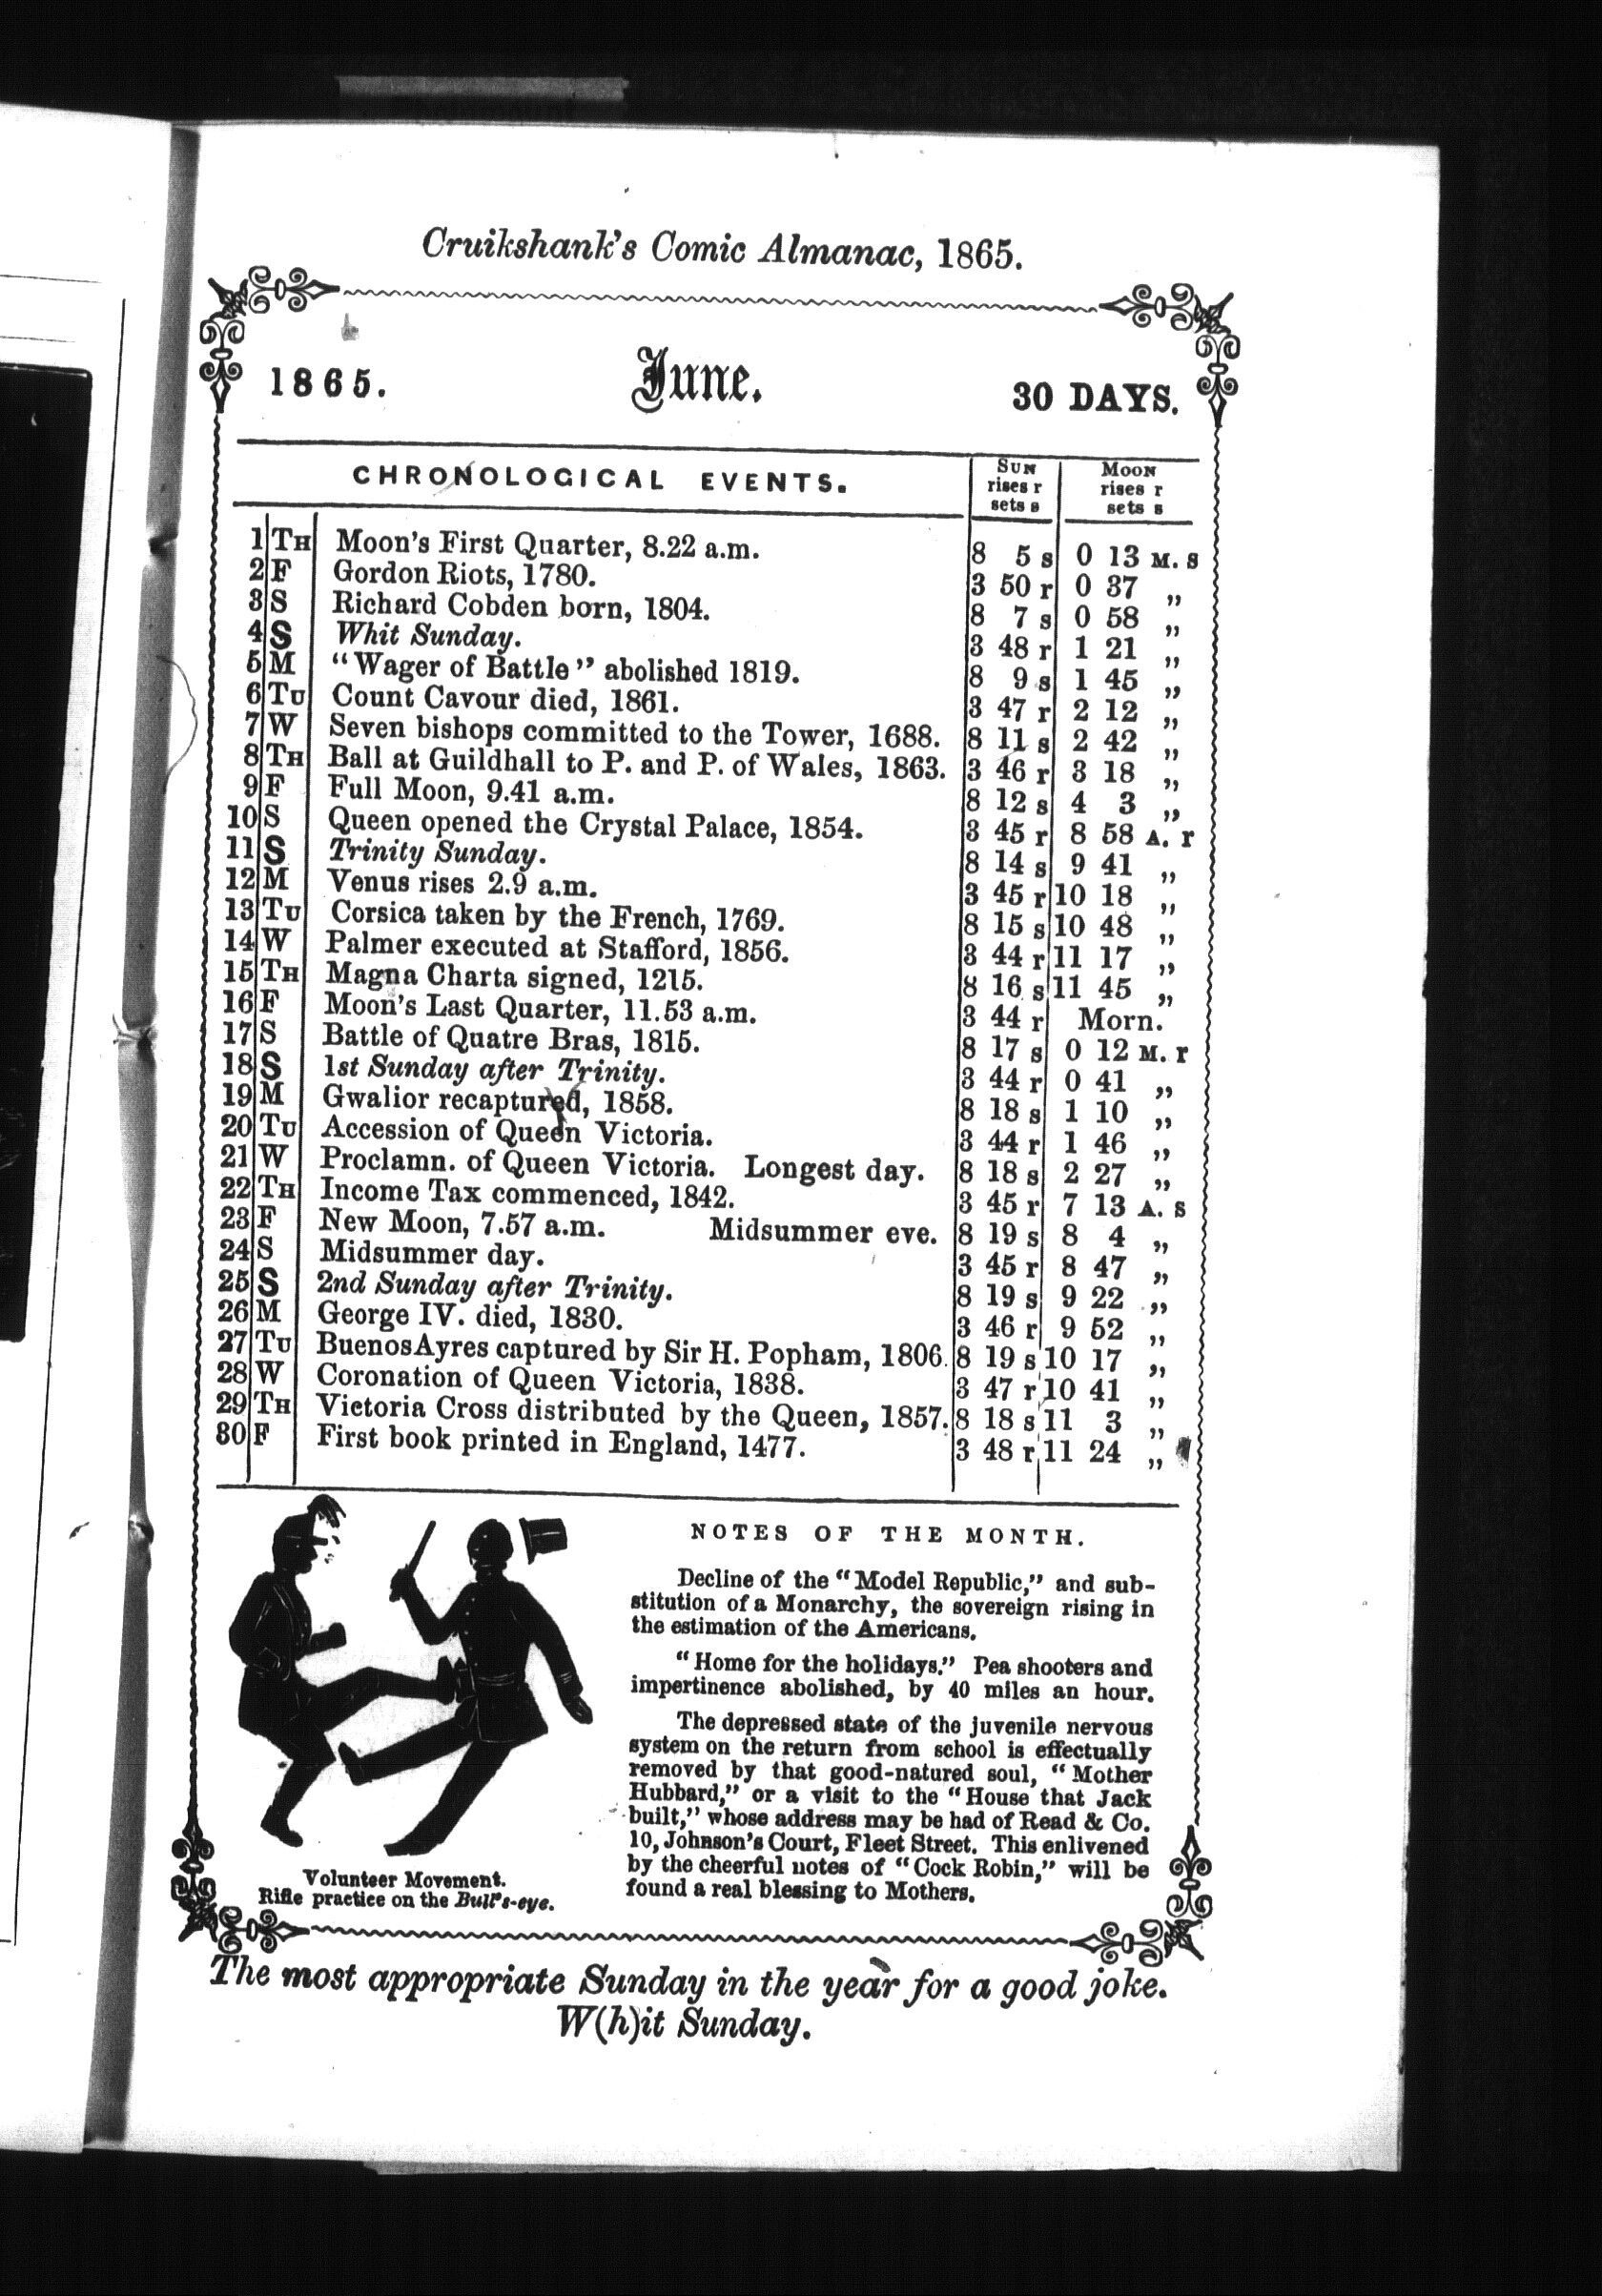 Cruikshank's Comic Almanac, 1865.
1865. June. 30 DAYS.
CHRONOLOGICAL EVENTS. SUN rises r sets s MOON rises r sets s
1 TH Moon's First Quarter, 8.22 a.m. 8 5 s 0 13 M. S
2 F Gordon Riots, 1780. 3 50 r 0 37 „
3 S Richard Cobden born, 1804. 8 7 s 0 58 „
4 S Whit Sunday. 3 48 r 1 21 „
5 M “Wager of Battle” abolished 1819. 8 9 s 1 45 „
6 TU Count Cavour died, 1861. 3 47 r 2 12 „
7 W Seven bishops committed to the Tower, 1688. 8 11 s 2 42 „
8 TH Ball at Guildhall to P. and P. of Wales, 1863. 3 46 r 3 18 „
9 F Full Moon, 9.41 a.m. 8 12 s 4 3 „
10 S Queen opened the Crystal Palace, 1854. 3 45 r 8 58 A. r
11 S Trinity Sunday. 8 14 s 9 41 „
12 M Venus rises 2.9 a.m. 3 45 r 10 18 „
13 TU Corsica taken by the French, 1769. 8 15 s 10 48 „
14 W Palmer executed at Stafford, 1856. 3 44 r 11 17 „
15 TH Magna Charta signed, 1215. 8 16 s 11 45 „
16 F Moon's Last Quarter, 11.53 a.m. 3 44 r Morn.
17 S Battle of Quatre Bras, 1815. 8 17 s 0 12 M. r
18 S 1st Sunday after Trinity. 3 44 r 0 41 „
19 M Gwalior recaptured, 1858. 8 18 s 1 10 „
20 TU Accession of Queen Victoria. 3 44 r 1 46 „
21 W Proclamn. of Queen Victoria. Longest day. 8 18 s 2 27 „
22 TH Income Tax commenced, 1842. 3 45 r 7 13 A. s
23 F New Moon, 7.57 a.m. Midsummer eve. 8 19 s 8 4 „
24 S Midsummer day. 3 45 r 8 47 „
25 S 2nd Sunday after Trinity. 8 19 s 9 22 „
26 M George IV. died, 1830. 3 46 r 9 52 „
27 TU Buenos Ayres captured by Sir H. Popham, 1806. 8 19 s 10 17 „
28 W Coronation of Queen Victoria, 1838. 3 47 r 10 41 „
29 TH Victoria Cross distributed by the Queen, 1857. 8 18 s 11 3 „
30 F First book printed in England, 1477. 3 48 r 11 24 „
NOTES OF THE MONTH.
Decline of the “Model Republic,” and sub-
stitution of a Monarchy, the sovereign rising in
the estimation of the Americans.
“Home for the holidays.” Pea shooters and
impertinence abolished, by 40 miles an hour.
The depressed state of the juvenile nervous
system on the return from school is effectually
removed by that good-natured soul, “Mother
Hubbard,” or a visit to the “House that Jack
built,” whose address may be had of Read & Co.
10, Johnson's Court, Fleet Street. This enlivened
by the cheerful notes of “Cock Robin,” will be
found a real blessing to Mothers.
Volunteer Movement.
Rifle practice on the Bull's-eye.
The most appropriate Sunday in the year for a good joke.
W(h)it Sunday.